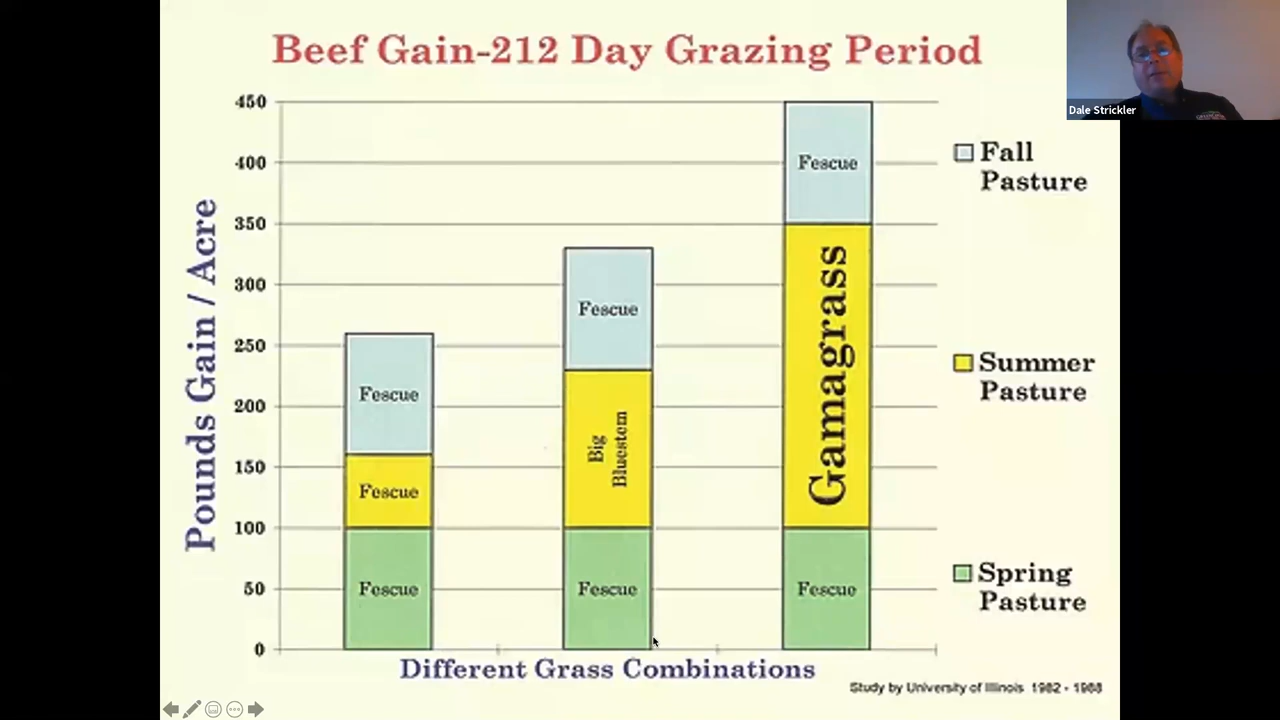 Beef Gain-212 Day Grazing Period
Dale Strickler
Pounds Gain / Acre
450
400
350
300
250
200
150
100
50
0
Fescue
Fescue
Fescue
Fescue
Big
Bluestem
Fescue
Fescue
Gamagrass
Fescue
Fall
Pasture
Summer
Pasture
Spring
Pasture
Different Grass Combinations
Study by University of Illinois 1982 - 1988